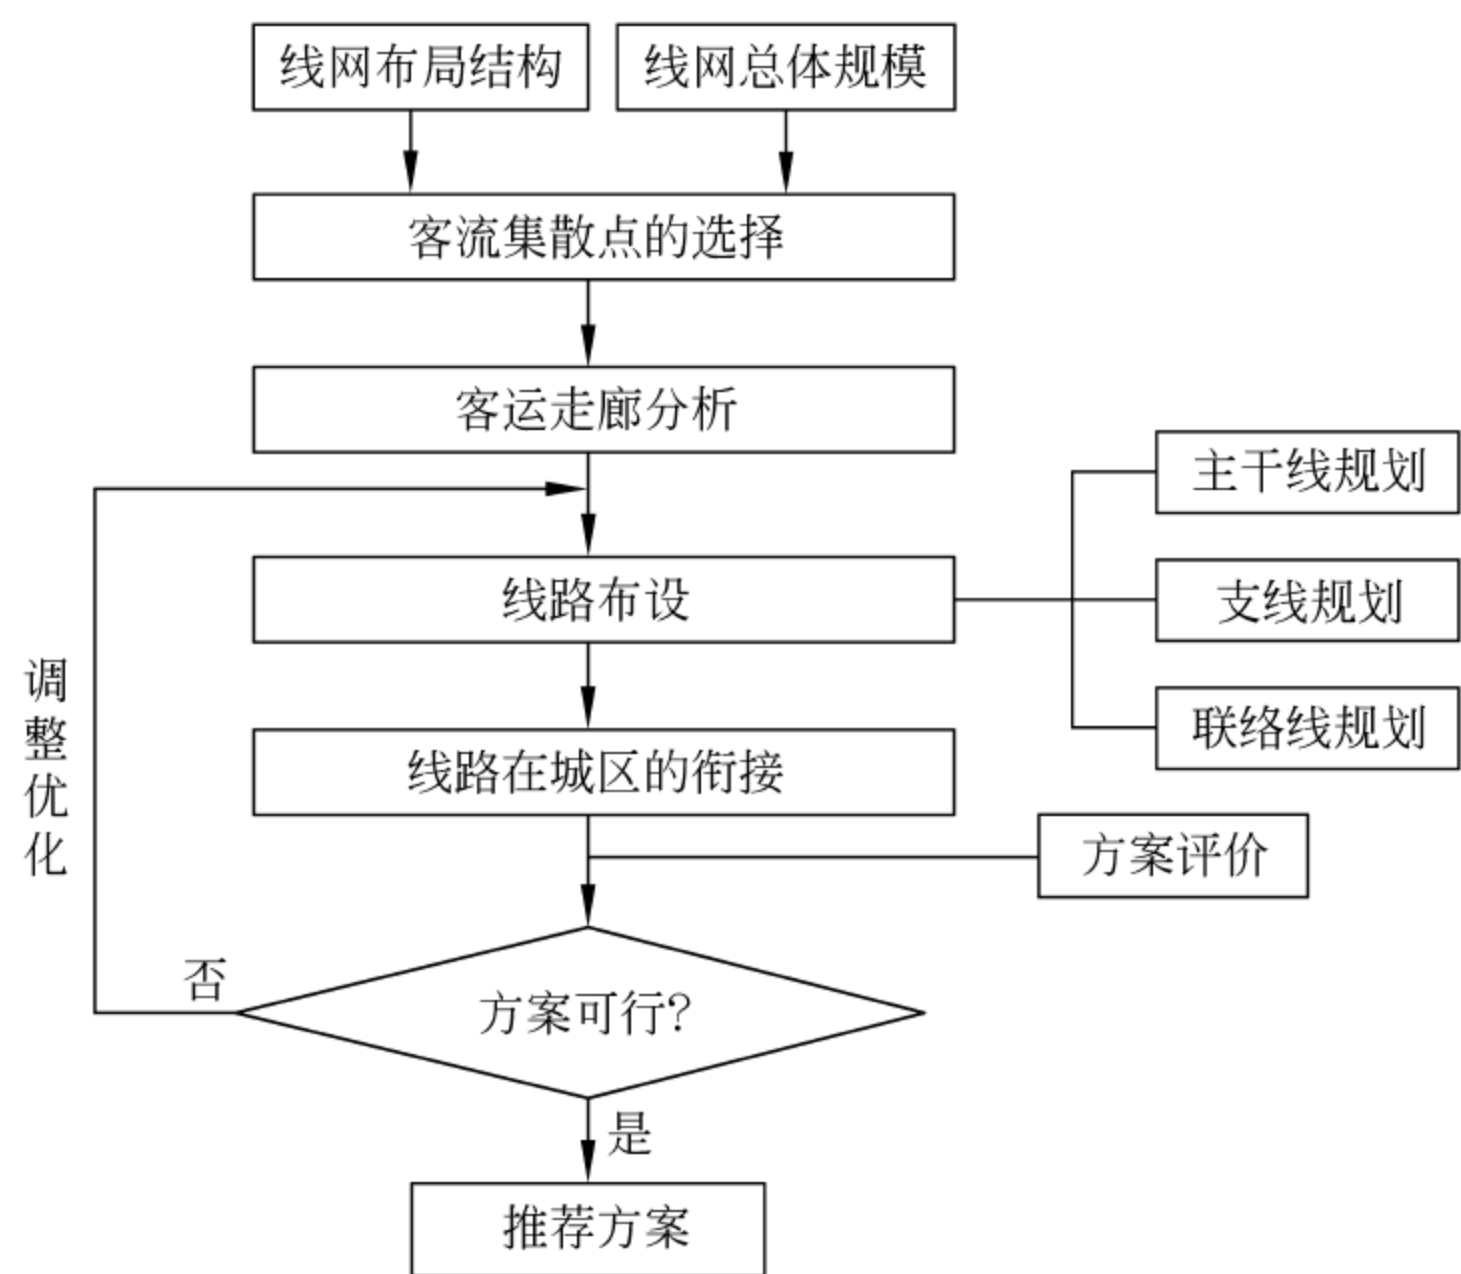 线网布局结构
线网总体规模
客流集散点的选择
客运走廊分析
主干线规划
线路布设
支线规划
联络线规划
调整优化
线路在城区的衔接
方案评价
否
方案可行?
是
推荐方案